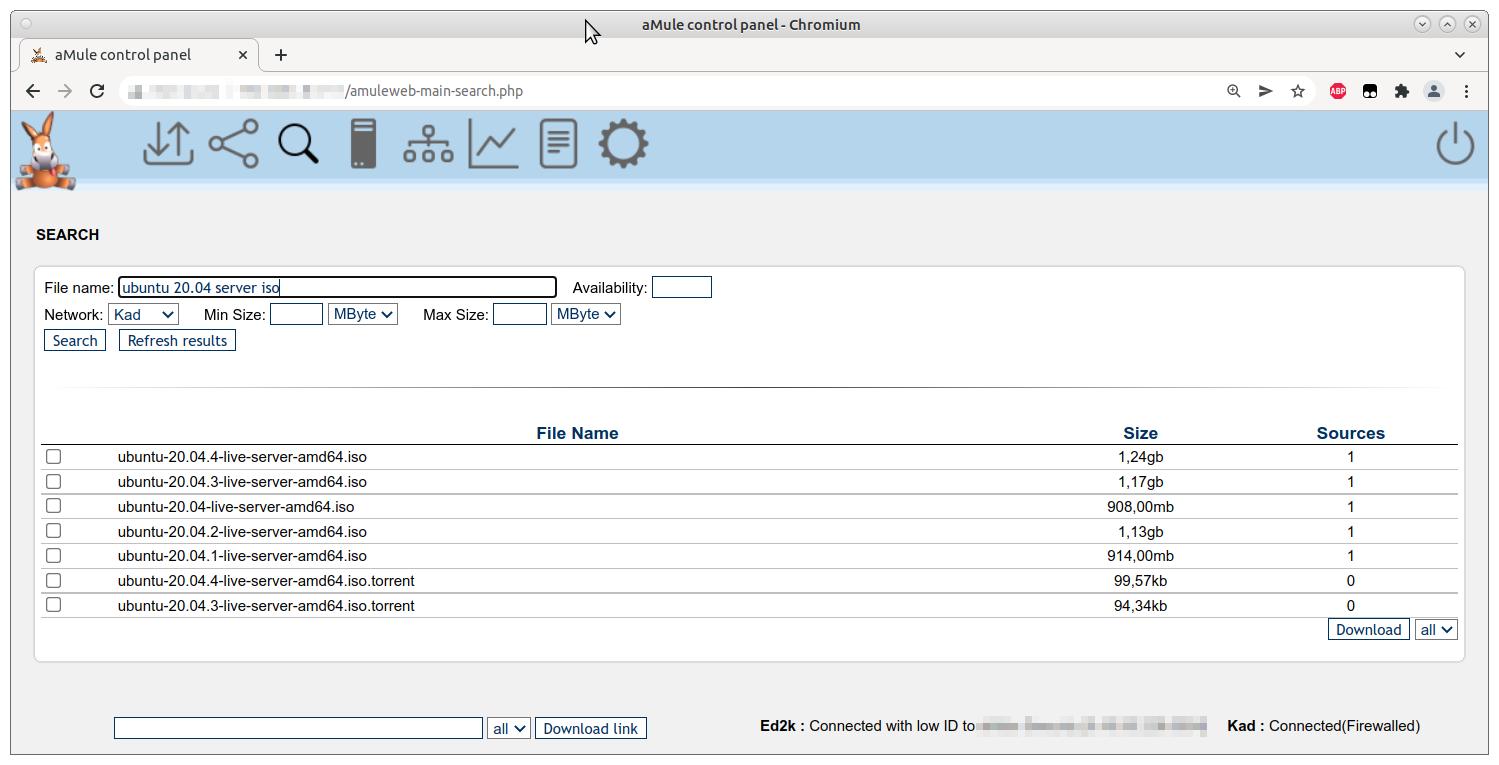 aMule control panel - Chromium
aMule control panel
/amuleweb-main-search.php
ABP
SEARCH
File name: ubuntu 20.04 server iso Availability:
Network: Kad Min Size: MByte Max Size: MByte
Search Refresh results
File Name Size Sources
ubuntu-20.04.4-live-server-amd64.iso 1,24gb 1
ubuntu-20.04.3-live-server-amd64.iso 1,17gb 1
ubuntu-20.04-live-server-amd64.iso 908,00mb 1
ubuntu-20.04.2-live-server-amd64.iso 1,13gb 1
ubuntu-20.04.1-live-server-amd64.iso 914,00mb 1
ubuntu-20.04.4-live-server-amd64.iso.torrent 99,57kb 0
ubuntu-20.04.3-live-server-amd64.iso.torrent 94,34kb 0
Download all
all Download link Ed2k : Connected with low ID to Kad : Connected(Firewalled)